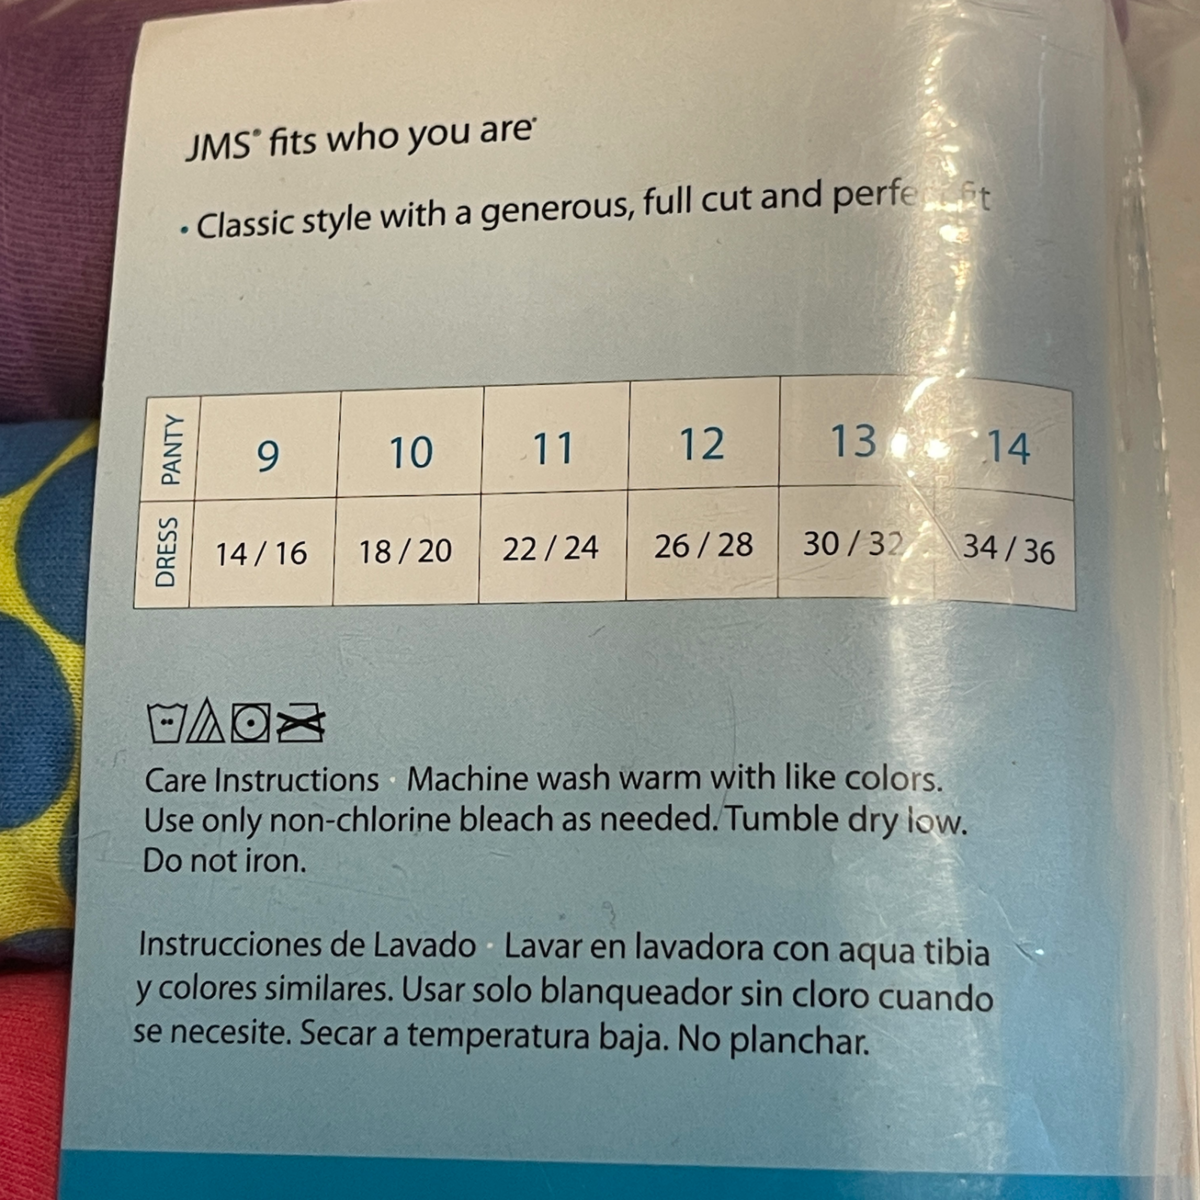 JMS® fits who you are®
• Classic style with a generous, full cut and perfect fit
PANTY 9 10 11 12 13 14
DRESS 14 / 16 18 / 20 22 / 24 26 / 28 30 / 32 34 / 36
Care Instructions · Machine wash warm with like colors.
Use only non-chlorine bleach as needed. Tumble dry low.
Do not iron.
Instrucciones de Lavado · Lavar en lavadora con aqua tibia
y colores similares. Usar solo blanqueador sin cloro cuando
se necesite. Secar a temperatura baja. No planchar.